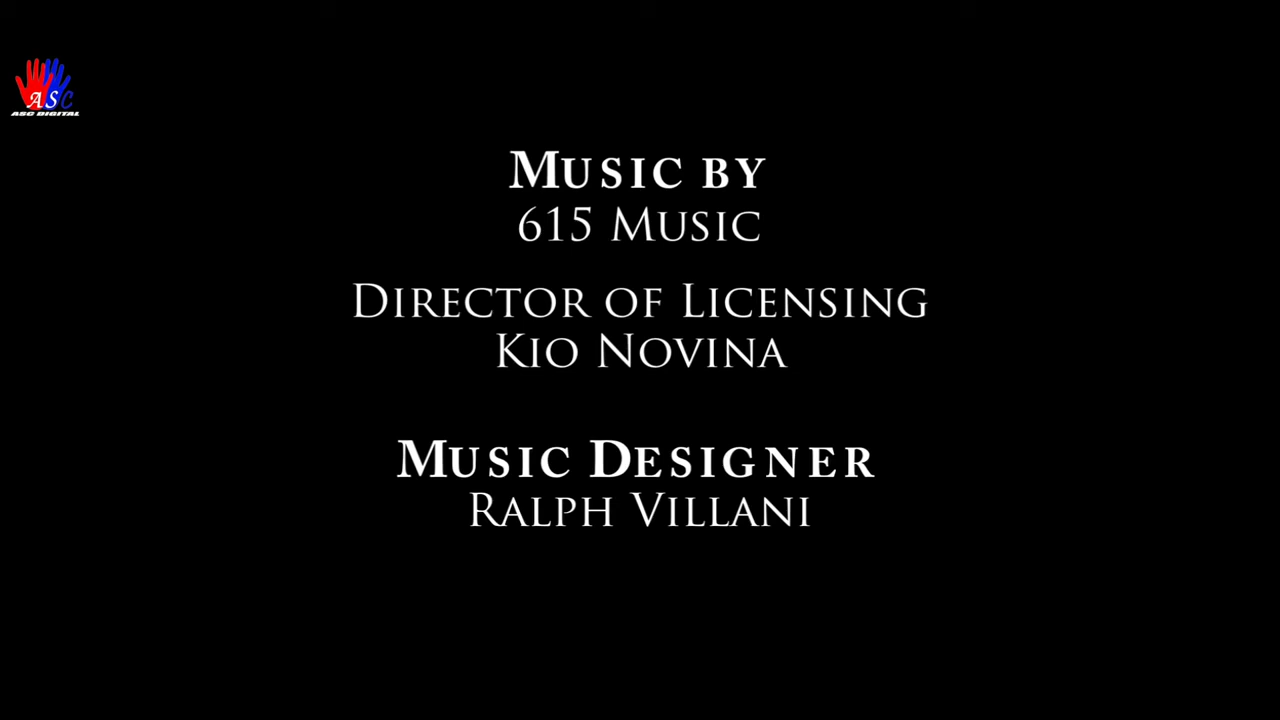 ASC
ASC DIGITAL
MUSIC BY
615 MUSIC
DIRECTOR OF LICENSING
KIO NOVINA
MUSIC DESIGNER
RALPH VILLANI